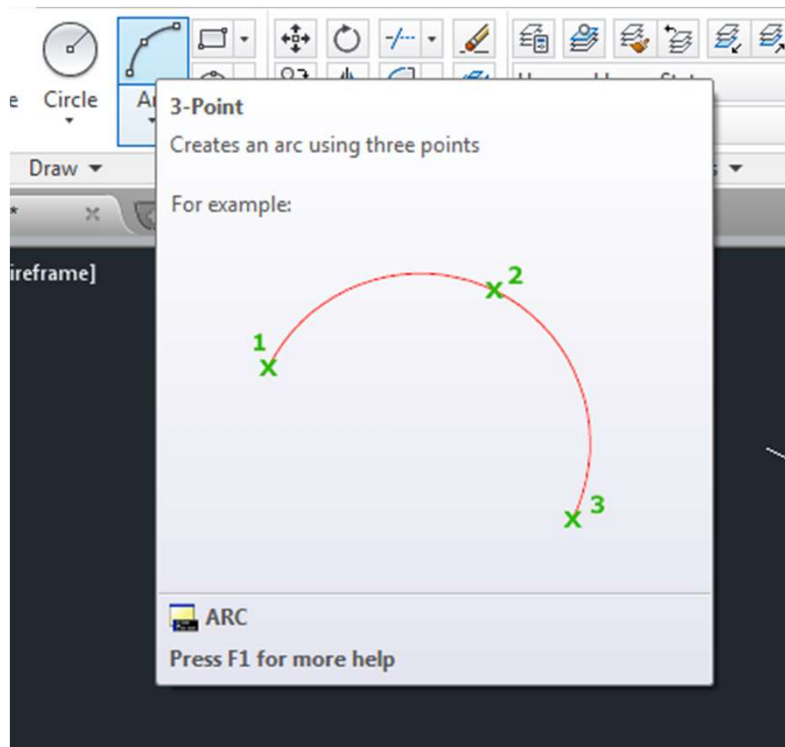 e Circle
Draw
3-Point
Creates an arc using three points
For example:
*
ireframe]
1
2
3
ARC
Press F1 for more help